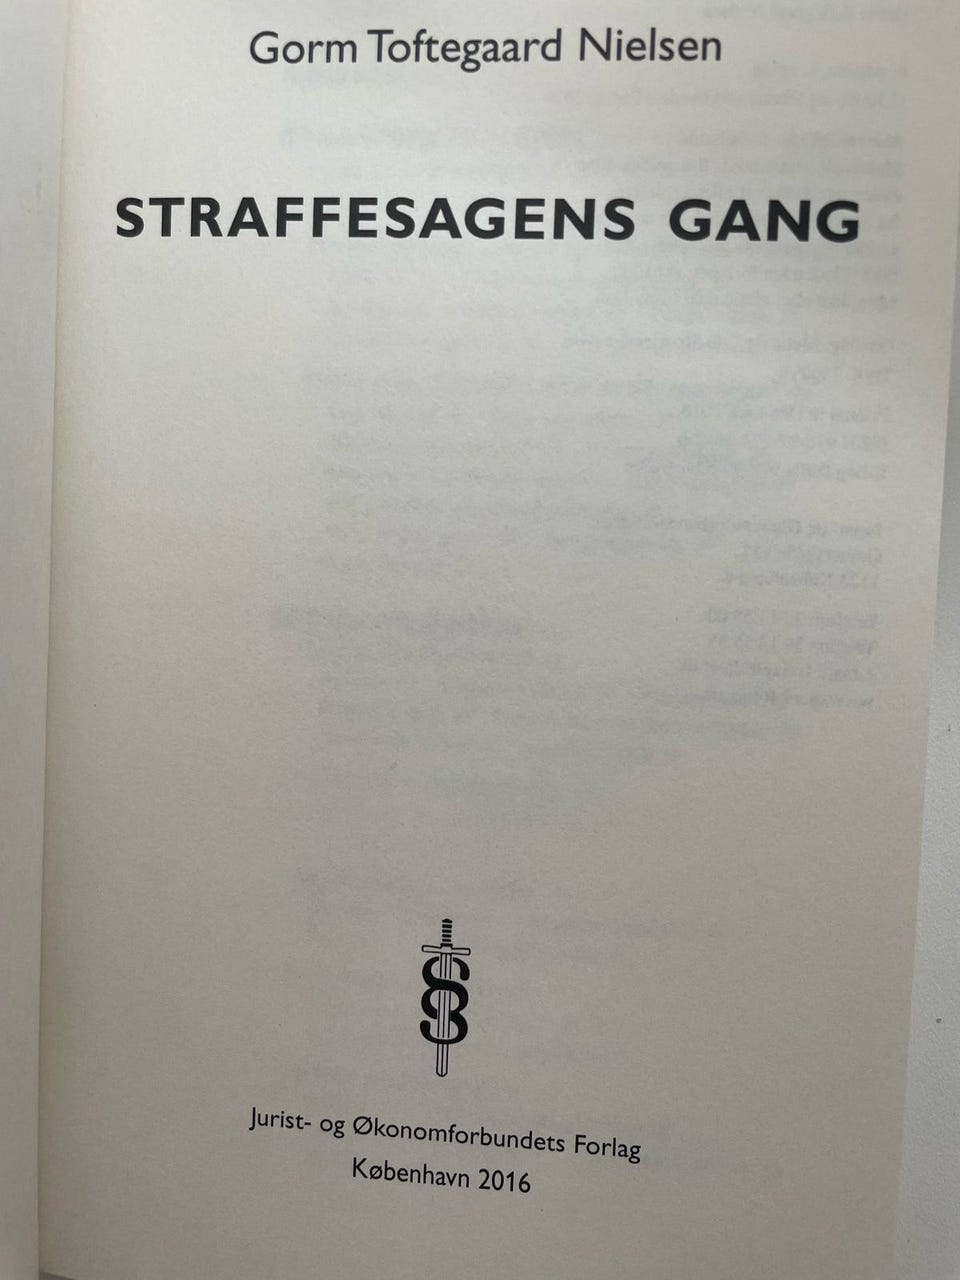 Gorm Toftegaard Nielsen
STRAFFESAGENS GANG
Jurist- og Økonomforbundets Forlag
København 2016